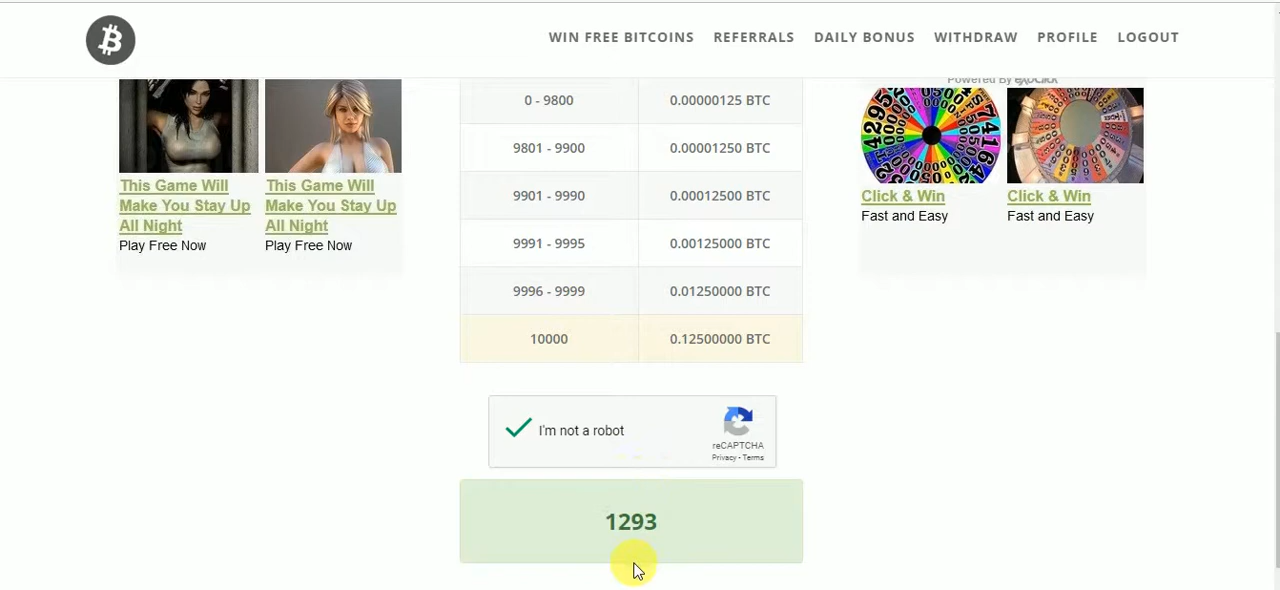 WIN FREE BITCOINS REFERRALS DAILY BONUS WITHDRAW PROFILE LOGOUT
This Game Will
Make You Stay Up
All Night
Play Free Now
This Game Will
Make You Stay Up
All Night
Play Free Now
0 - 9800 0.00000125 BTC
9801 - 9900 0.00001250 BTC
9901 - 9990 0.00012500 BTC
9991 - 9995 0.00125000 BTC
9996 - 9999 0.01250000 BTC
10000 0.12500000 BTC
I'm not a robot
reCAPTCHA
Privacy - Terms
1293
Powered By exoclick
Click & Win
Fast and Easy
Click & Win
Fast and Easy